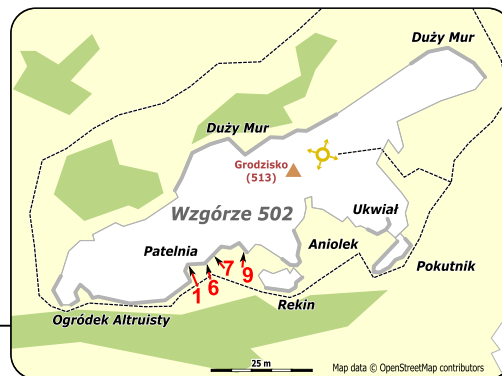 Duży Mur
Duży Mur
Grodzisko
(513)
Wzgórze 502
Ukwiał
Patelnia
Aniolek
Pokutnik
7
9
6
1
Rekin
Ogródek Altruisty
25 m
Map data © OpenStreetMap contributors